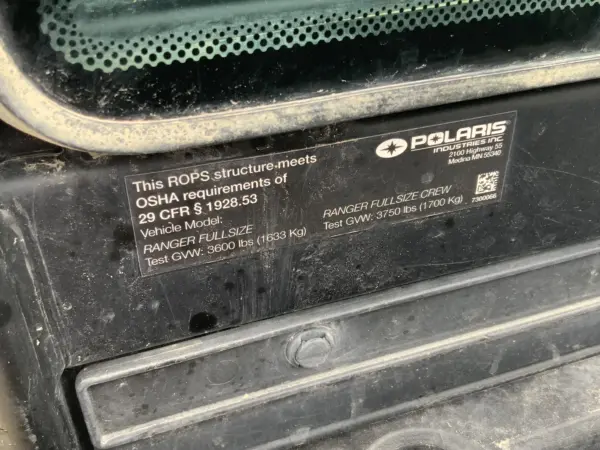 This ROPS structure meets
OSHA requirements of
29 CFR § 1928.53
Vehicle Model:
RANGER FULLSIZE
Test GVW: 3600 lbs (1633 Kg)
POLARIS
INDUSTRIES INC.
2100 Highway 55
Medina MN 55340
RANGER FULLSIZE CREW
Test GVW: 3750 lbs (1700 Kg)
7300066